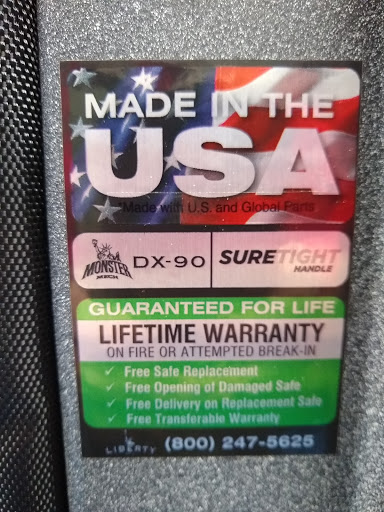 MADE IN THE
USA
*Made with U.S. and Global Parts
MONSTER
MECH
DX-90
SURETIGHT
HANDLE
GUARANTEED FOR LIFE
LIFETIME WARRANTY
ON FIRE OR ATTEMPTED BREAK-IN
✓ Free Safe Replacement
✓ Free Opening of Damaged Safe
✓ Free Delivery on Replacement Safe
✓ Free Transferable Warranty
LIBERTY (800) 247-5625